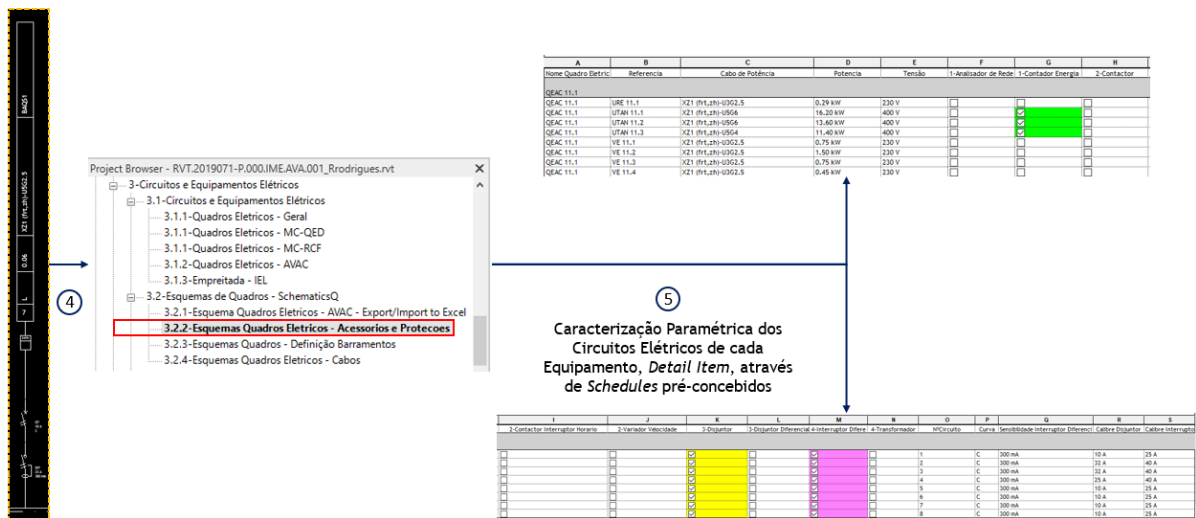 A B C D E F G H
Nome Quadro Eletric Referencia Cabo de Potência Potencia Tensão 1-Analisador de Rede 1-Contador Energia 2-Contactor
QEAC 11.1
QEAC 11.1 URE 11.1 XZ1 (frt,zh)-U3G2.5 0.29 kW 230 V
QEAC 11.1 UTAN 11.1 XZ1 (frt,zh)-U5G6 16.20 kW 400 V
QEAC 11.1 UTAN 11.2 XZ1 (frt,zh)-U5G6 13.60 kW 400 V
QEAC 11.1 UTAN 11.3 XZ1 (frt,zh)-U5G4 11.40 kW 400 V
QEAC 11.1 VE 11.1 XZ1 (frt,zh)-U3G2.5 0.75 kW 230 V
QEAC 11.1 VE 11.2 XZ1 (frt,zh)-U3G2.5 1.50 kW 230 V
QEAC 11.1 VE 11.3 XZ1 (frt,zh)-U3G2.5 0.75 kW 230 V
QEAC 11.1 VE 11.4 XZ1 (frt,zh)-U3G2.5 0.45 kW 230 V
BAQS1
XZ1 (frt,zh)-U5G2.5
0.06
L
7
4
Project Browser - RVT.2019071-P.000.IME.AVA.001_Rrodrigues.rvt
3-Circuitos e Equipamentos Elétricos
3.1-Circuitos e Equipamentos Elétricos
3.1.1-Quadros Eletricos - Geral
3.1.1-Quadros Eletricos - MC-QED
3.1.1-Quadros Eletricos - MC-RCF
3.1.2-Quadros Eletricos - AVAC
3.1.3-Empreitada - IEL
3.2-Esquemas de Quadros - SchematicsQ
3.2.1-Esquema Quadros Eletricos - AVAC - Export/Import to Excel
3.2.2-Esquemas Quadros Eletricos - Acessorios e Protecoes
3.2.3-Esquemas Quadros - Definição Barramentos
3.2.4-Esquemas Quadros Eletricos - Cabos
5
Caracterização Paramétrica dos
Circuitos Elétricos de cada
Equipamento, Detail Item, através
de Schedules pré-concebidos
I J K L M N O P Q R S
2-Contactor Interruptor Horario 2-Variador Velocidade 3-Disjuntor 3-Disjuntor Diferencial 4-Interruptor Difere 4-Transformador NºCircuito Curva Sensibilidade Interruptor Diferenci Calibre Disjuntor Calibre Interrupto
1 C 300 mA 10 A 25 A
2 C 300 mA 32 A 40 A
3 C 300 mA 32 A 40 A
4 C 300 mA 25 A 40 A
5 C 300 mA 10 A 25 A
6 C 300 mA 10 A 25 A
7 C 300 mA 10 A 25 A
8 C 300 mA 10 A 25 A